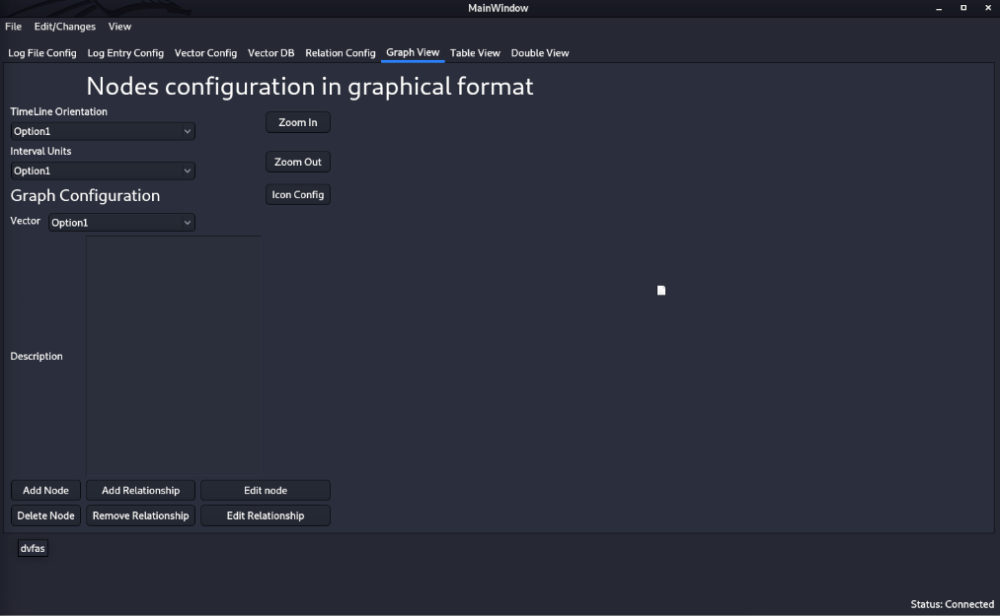 MainWindow
File Edit/Changes View
Log File Config Log Entry Config Vector Config Vector DB Relation Config Graph View Table View Double View
Nodes configuration in graphical format
TimeLine Orientation
Option1
Zoom In
Interval Units
Option1
Zoom Out
Graph Configuration
Icon Config
Vector Option1
Description
Add Node Add Relationship Edit node
Delete Node Remove Relationship Edit Relationship
dvfas
Status: Connected